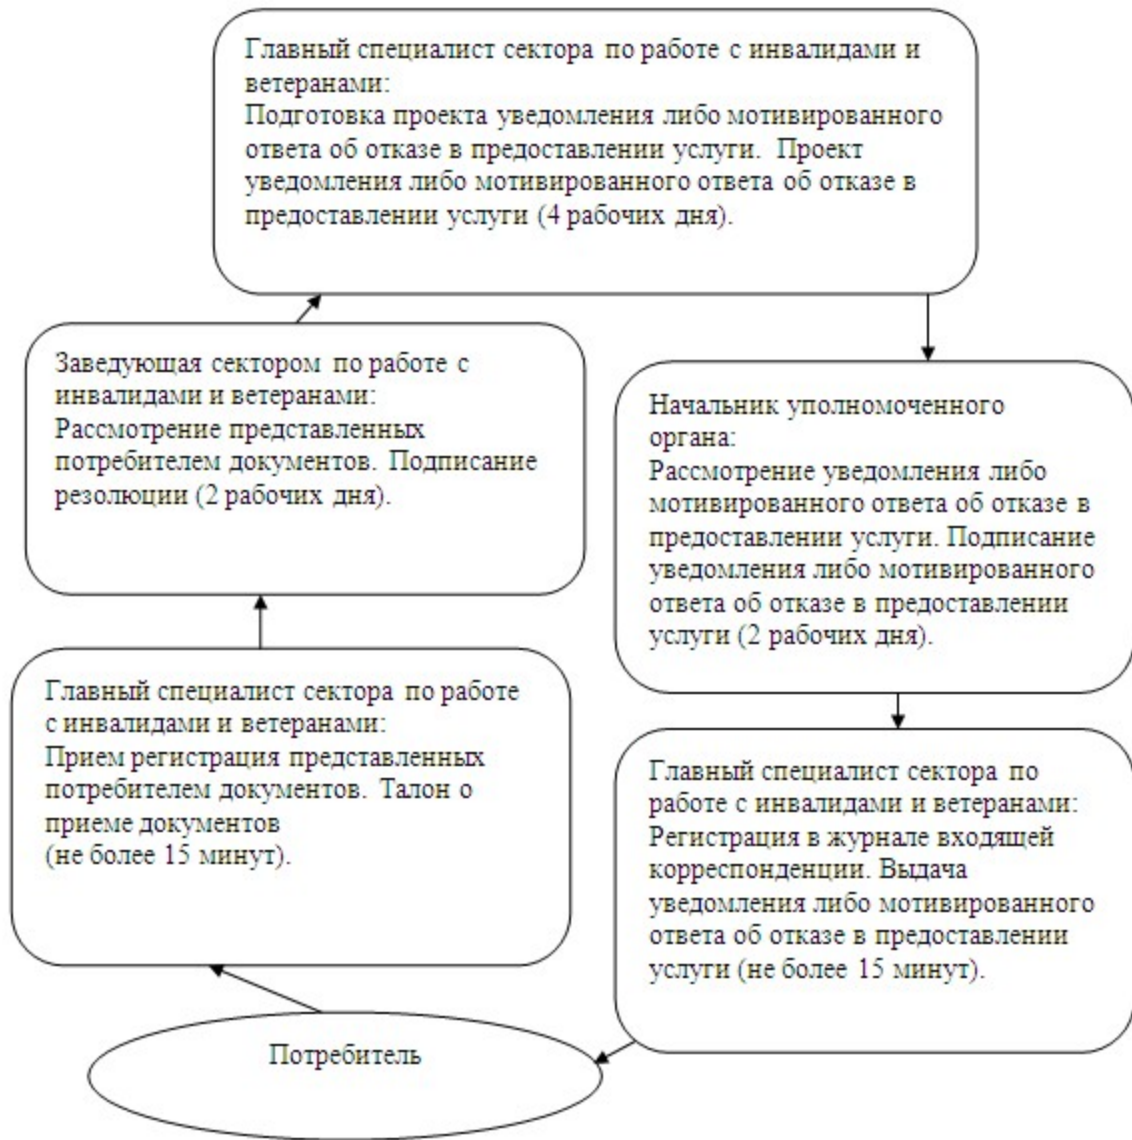 Главный специалист сектора по работе с инвалидами и
ветеранами:
Подготовка проекта уведомления либо мотивированного
ответа об отказе в предоставлении услуги. Проект
уведомления либо мотивированного ответа об отказе в
предоставлении услуги (4 рабочих дня).
Заведующая сектором по работе с
инвалидами и ветеранами:
Рассмотрение представленных
потребителем документов. Подписание
резолюции (2 рабочих дня).
Начальник уполномоченного
органа:
Рассмотрение уведомления либо
мотивированного ответа об отказе в
предоставлении услуги. Подписание
уведомления либо мотивированного
ответа об отказе в предоставлении
услуги (2 рабочих дня).
Главный специалист сектора по работе
с инвалидами и ветеранами:
Прием регистрация представленных
потребителем документов. Талон о
приеме документов
(не более 15 минут).
Главный специалист сектора по
работе с инвалидами и ветеранами:
Регистрация в журнале входящей
корреспонденции. Выдача
уведомления либо мотивированного
ответа об отказе в предоставлении
услуги (не более 15 минут).
Потребитель